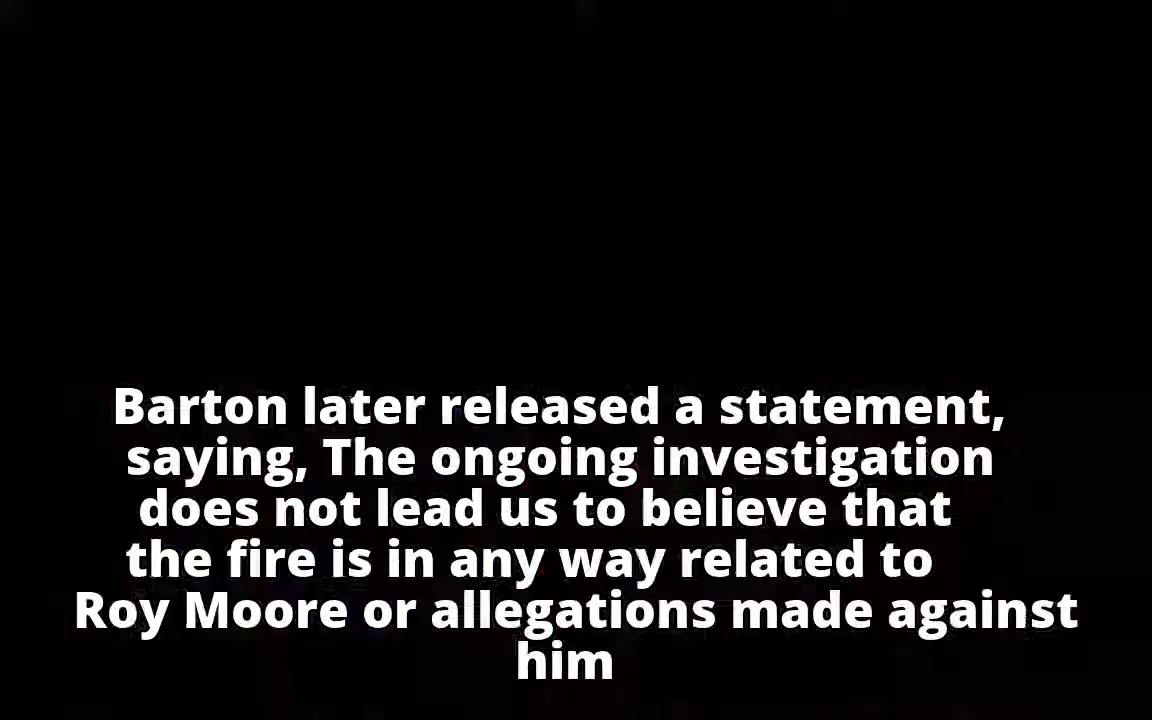 Barton later released a statement,
saying, The ongoing investigation
does not lead us to believe that
the fire is in any way related to
Roy Moore or allegations made against
him